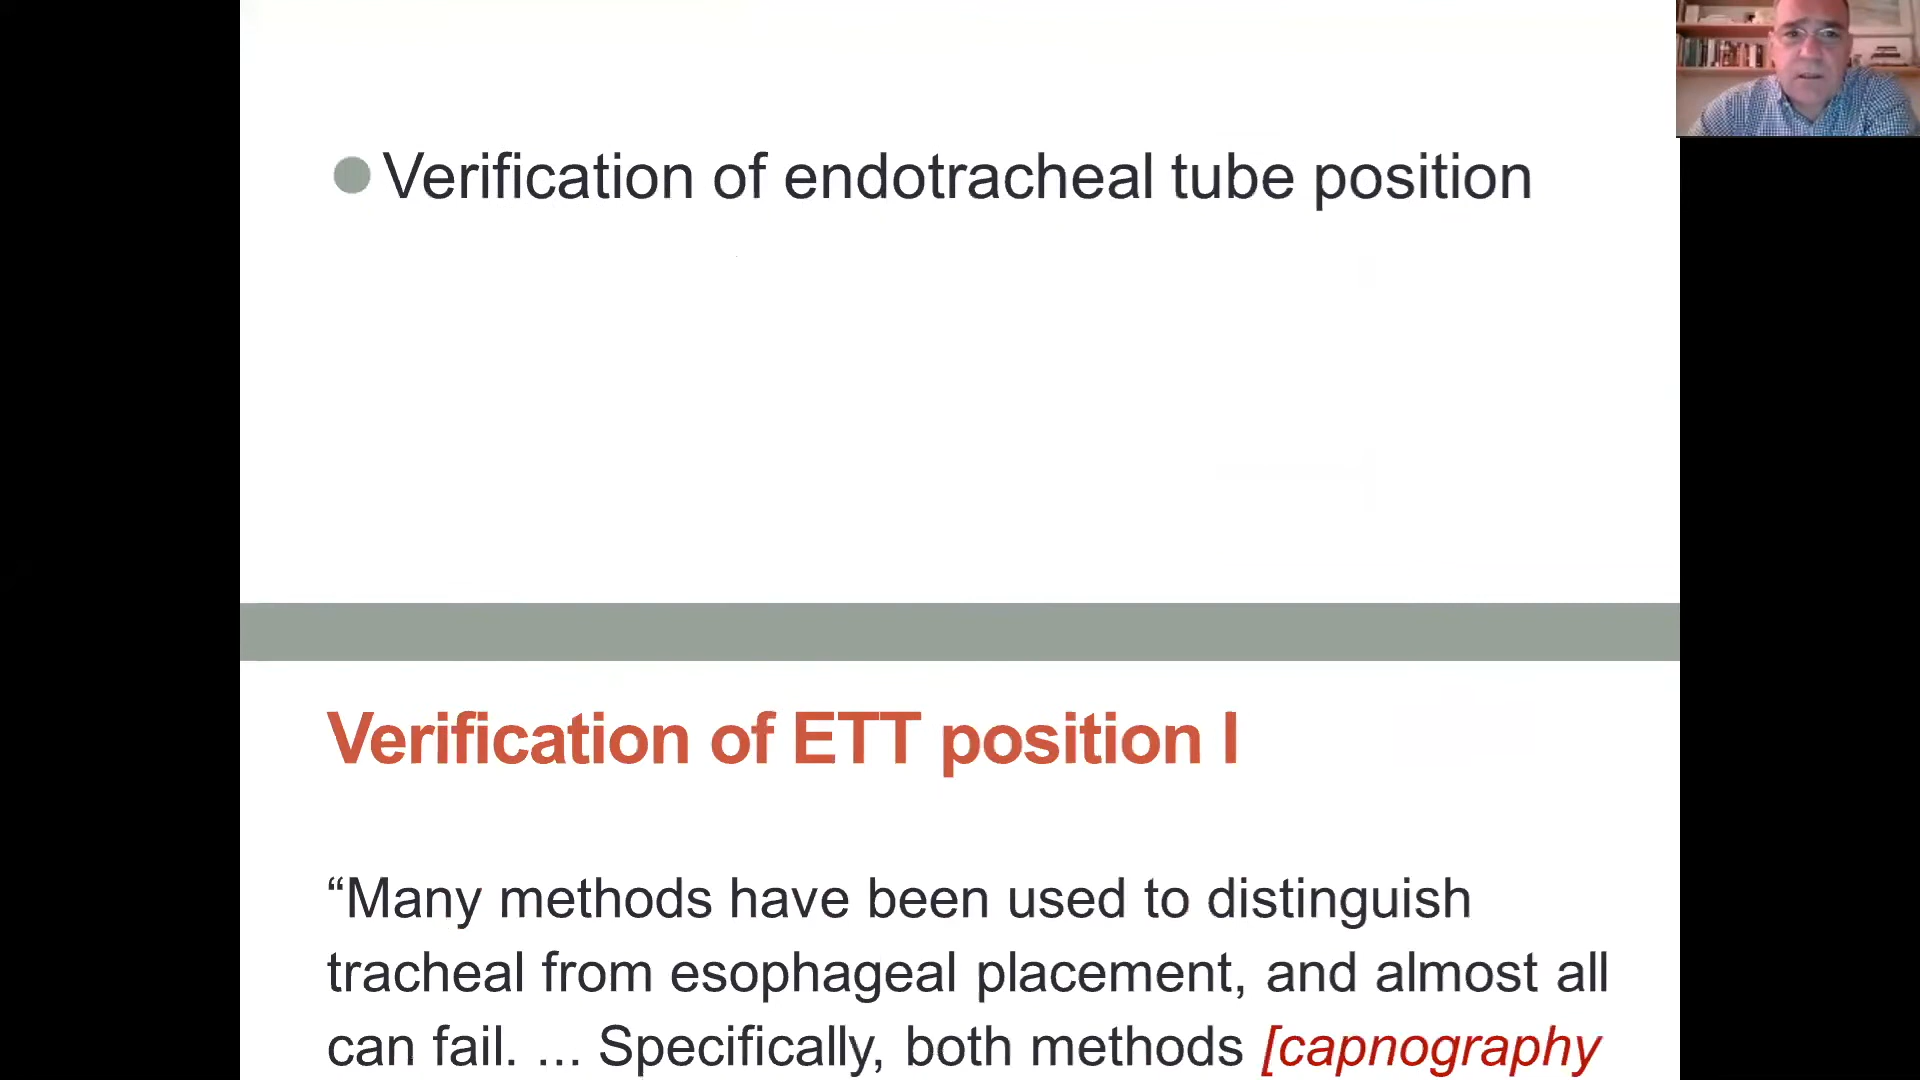 Verification of endotracheal tube position
Verification of ETT position I
“Many methods have been used to distinguish
tracheal from esophageal placement, and almost all
can fail. ... Specifically, both methods [capnography